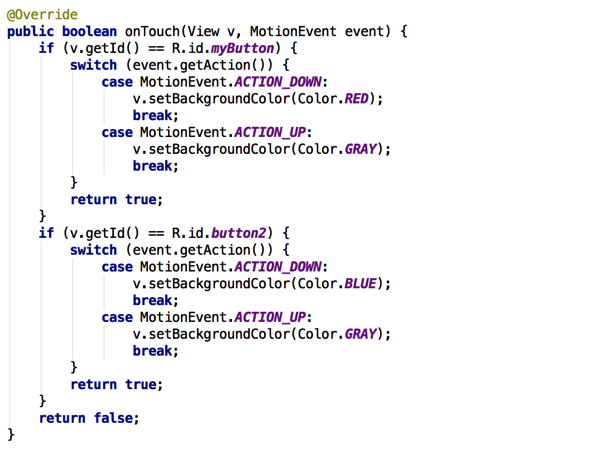 @Override
public boolean onTouch(View v, MotionEvent event) {
    if (v.getId() == R.id.myButton) {
        switch (event.getAction()) {
            case MotionEvent.ACTION_DOWN:
                v.setBackgroundColor(Color.RED);
                break;
            case MotionEvent.ACTION_UP:
                v.setBackgroundColor(Color.GRAY);
                break;
        }
        return true;
    }
    if (v.getId() == R.id.button2) {
        switch (event.getAction()) {
            case MotionEvent.ACTION_DOWN:
                v.setBackgroundColor(Color.BLUE);
                break;
            case MotionEvent.ACTION_UP:
                v.setBackgroundColor(Color.GRAY);
                break;
        }
        return true;
    }
    return false;
}